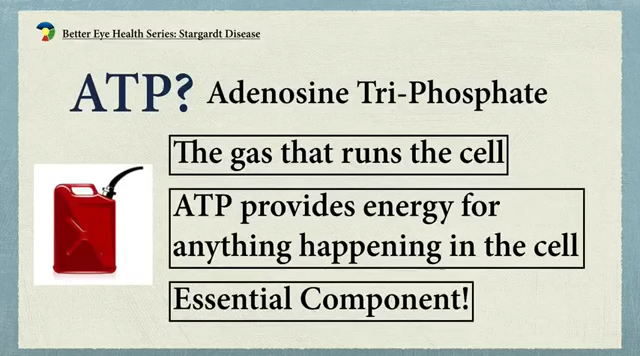 Better Eye Health Series: Stargardt Disease
ATP? Adenosine Tri-Phosphate
The gas that runs the cell
ATP provides energy for
anything happening in the cell
Essential Component!